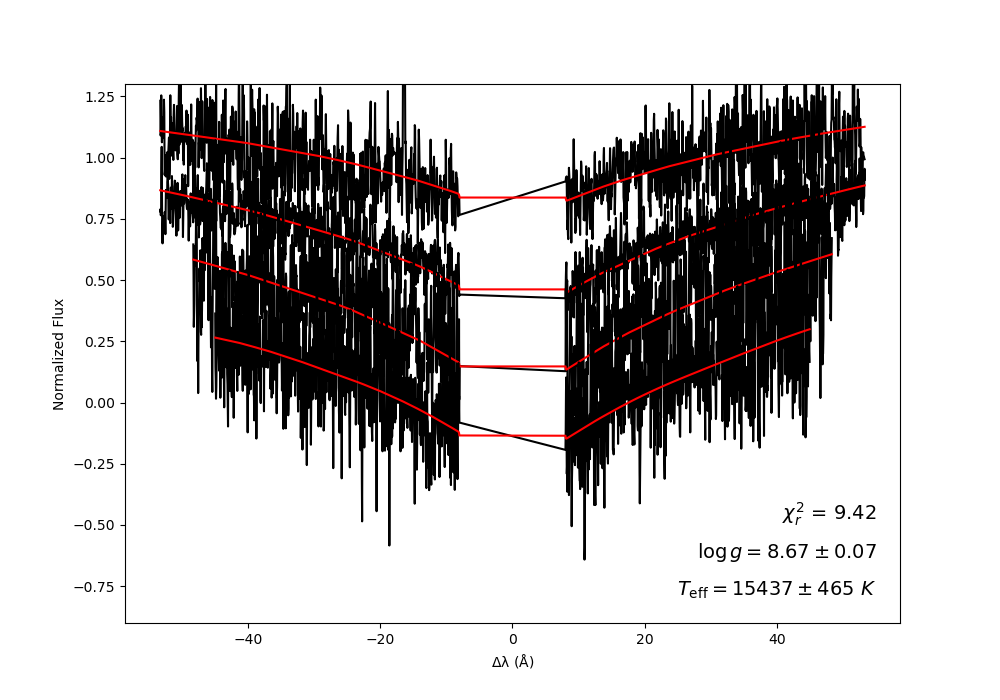 Normalized Flux
1.25
1.00
0.75
0.50
0.25
0.00
−0.25
−0.50
−0.75
χ²ᵣ = 9.42
log g = 8.67 ± 0.07
T_eff = 15437 ± 465 K
−40
−20
0
20
40
Δλ (Å)